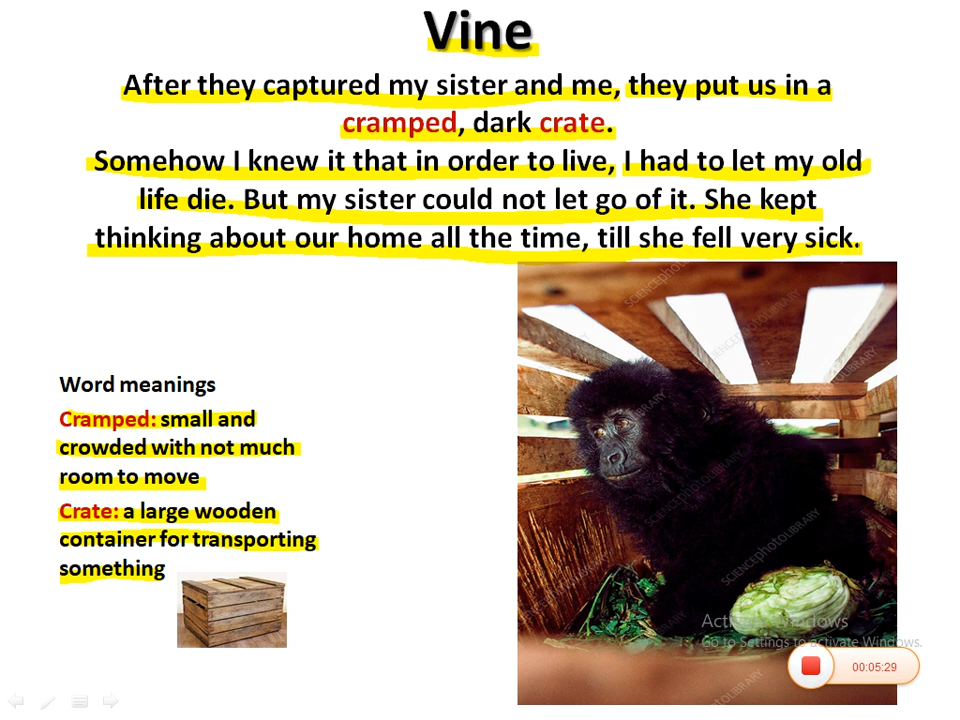 Vine
After they captured my sister and me, they put us in a
cramped, dark crate.
Somehow I knew it that in order to live, I had to let my old
life die. But my sister could not let go of it. She kept
thinking about our home all the time, till she fell very sick.
Word meanings
Cramped: small and
crowded with not much
room to move
Crate: a large wooden
container for transporting
something
SCIENCEphotoLIBRARY
Activate Windows
Go to Settings to activate Windows.
00:05:29